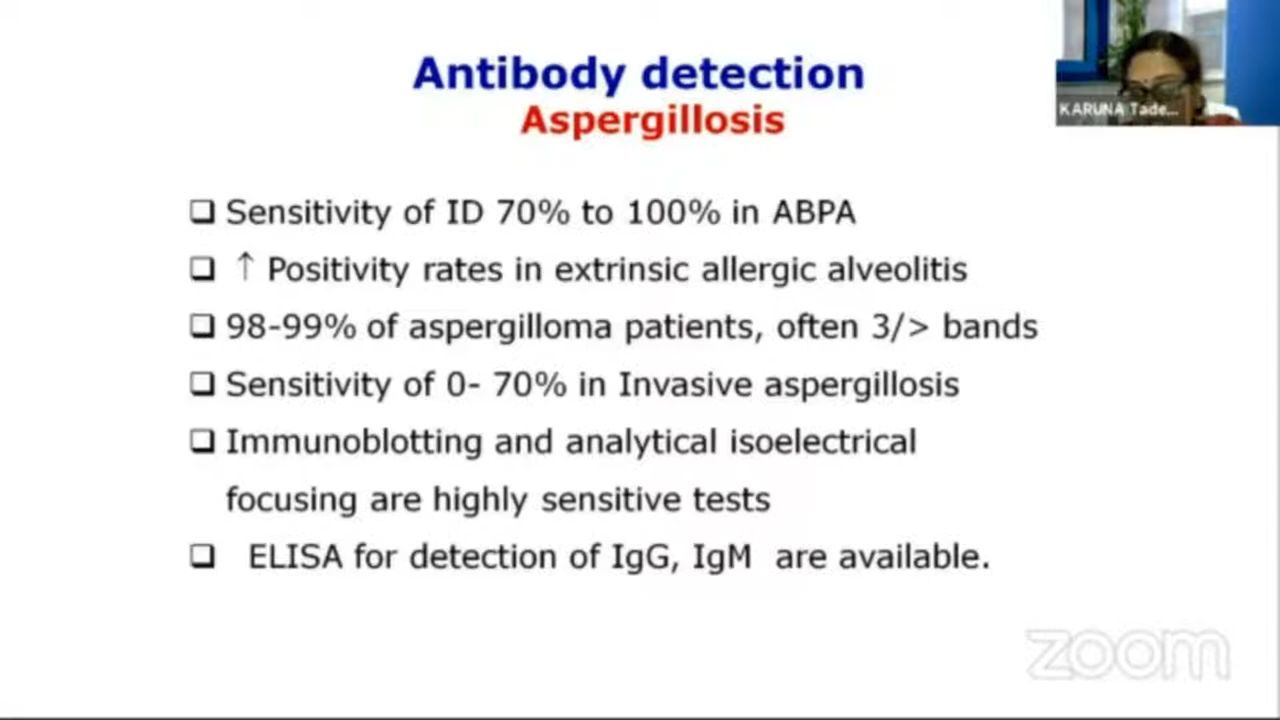 Antibody detection
Aspergillosis
KARUNA Tade...
❑ Sensitivity of ID 70% to 100% in ABPA
❑ ↑ Positivity rates in extrinsic allergic alveolitis
❑ 98-99% of aspergilloma patients, often 3/> bands
❑ Sensitivity of 0- 70% in Invasive aspergillosis
❑ Immunoblotting and analytical isoelectrical
focusing are highly sensitive tests
❑ ELISA for detection of IgG, IgM are available.
zoom